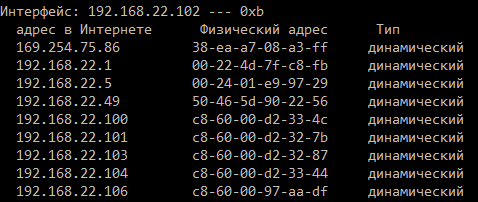 Интерфейс: 192.168.22.102 --- 0xb
адрес в Интернете Физический адрес Тип
169.254.75.86 38-ea-a7-08-a3-ff динамический
192.168.22.1 00-22-4d-7f-c8-fb динамический
192.168.22.5 00-24-01-e9-97-29 динамический
192.168.22.49 50-46-5d-90-22-56 динамический
192.168.22.100 c8-60-00-d2-33-4c динамический
192.168.22.101 c8-60-00-d2-32-7b динамический
192.168.22.103 c8-60-00-d2-32-87 динамический
192.168.22.104 c8-60-00-d2-33-44 динамический
192.168.22.106 c8-60-00-97-aa-df динамический